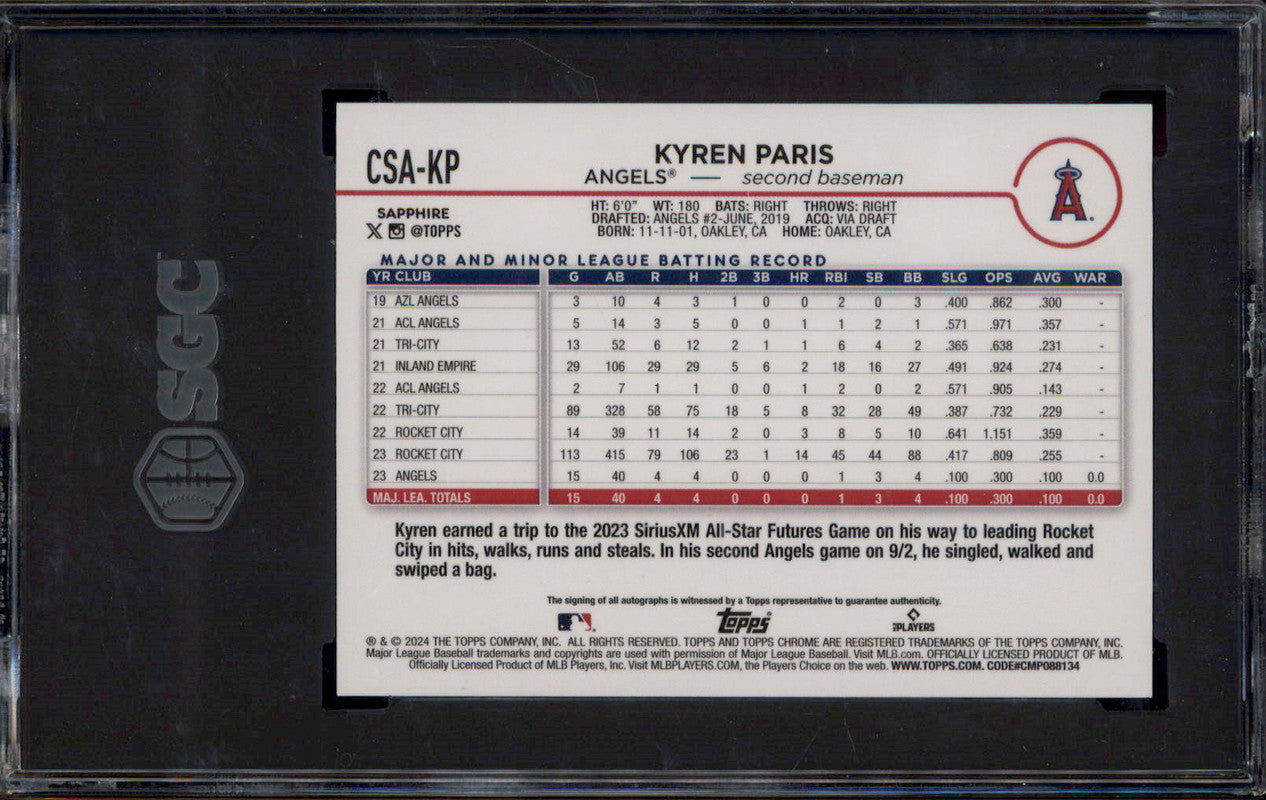 SGC
CSA-KP
KYREN PARIS
ANGELS® — second baseman
A.
SAPPHIRE
X @TOPPS
HT: 6'0" WT: 180 BATS: RIGHT THROWS: RIGHT
DRAFTED: ANGELS #2-JUNE, 2019 ACQ: VIA DRAFT
BORN: 11-11-01, OAKLEY, CA HOME: OAKLEY, CA
MAJOR AND MINOR LEAGUE BATTING RECORD
YR CLUB G AB R H 2B 3B HR RBI SB BB SLG OPS AVG WAR
19 AZL ANGELS 3 10 4 3 1 0 0 2 0 3 .400 .862 .300 -
21 ACL ANGELS 5 14 3 5 0 0 1 1 2 1 .571 .971 .357 -
21 TRI-CITY 13 52 6 12 2 1 1 6 4 2 .365 .638 .231 -
21 INLAND EMPIRE 29 106 29 29 5 6 2 18 16 27 .491 .924 .274 -
22 ACL ANGELS 2 7 1 1 0 0 1 2 0 2 .571 .905 .143 -
22 TRI-CITY 89 328 58 75 18 5 8 32 28 49 .387 .732 .229 -
22 ROCKET CITY 14 39 11 14 2 0 3 8 5 10 .641 1.151 .359 -
23 ROCKET CITY 113 415 79 106 23 1 14 45 44 88 .417 .809 .255 -
23 ANGELS 15 40 4 4 0 0 0 1 3 4 .100 .300 .100 0.0
MAJ. LEA. TOTALS 15 40 4 4 0 0 0 1 3 4 .100 .300 .100 0.0
Kyren earned a trip to the 2023 SiriusXM All-Star Futures Game on his way to leading Rocket
City in hits, walks, runs and steals. In his second Angels game on 9/2, he singled, walked and
swiped a bag.
The signing of all autographs is witnessed by a Topps representative to guarantee authenticity.
topps PLAYERS
® & © 2024 THE TOPPS COMPANY, INC. ALL RIGHTS RESERVED. TOPPS AND TOPPS CHROME ARE REGISTERED TRADEMARKS OF THE TOPPS COMPANY, INC.
Major League Baseball trademarks and copyrights are used with permission of Major League Baseball. Visit MLB.com. OFFICIALLY LICENSED PRODUCT OF MLB.
Officially Licensed Product of MLB Players, Inc. Visit MLBPLAYERS.COM, the Players Choice on the web. WWW.TOPPS.COM. CODE#CMP088134